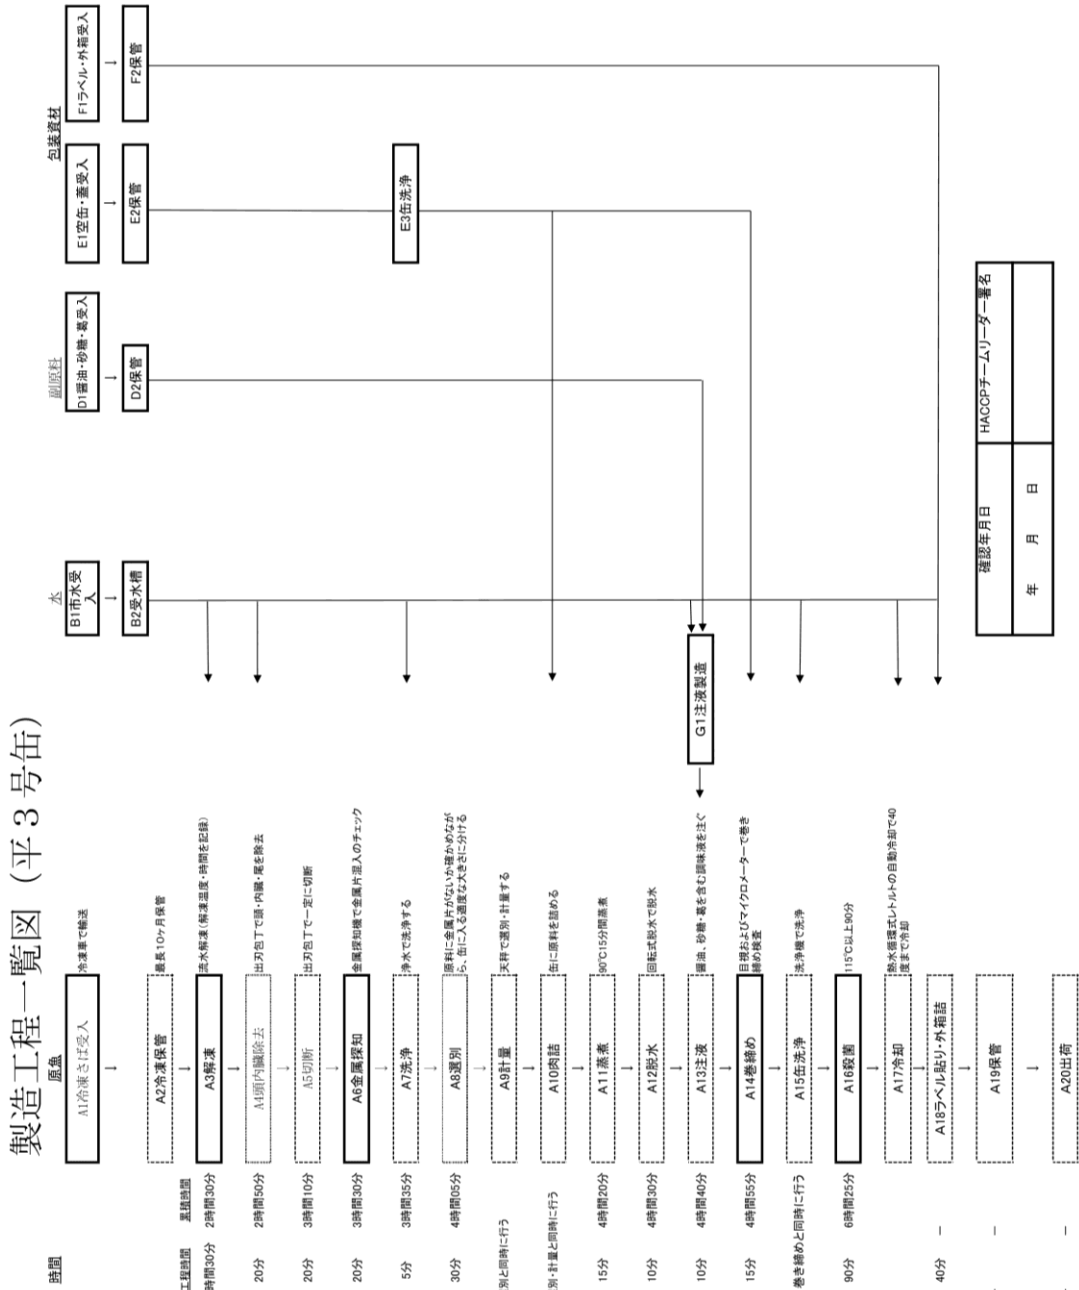 製造工程一覧図（平３号缶）
時間
原魚
水
副原料
包装資材
工程時間
累積時間
A1冷凍さば受入
冷凍車で輸送
B1市水受
入
D1醤油・砂糖・葛受入
E1空缶・蓋受入
F1ラベル・外箱受入
↓
↓
↓
↓
↓
A2冷凍保管
最長10ヶ月保管
B2受水槽
D2保管
E2保管
F2保管
↓
時間30分
2時間30分
A3解凍
流水解凍(解凍温度・時間を記録)
↓
20分
2時間50分
A4頭内臓除去
出刃包丁で頭・内臓・尾を除去
↓
20分
3時間10分
A5切断
出刃包丁で一定に切断
↓
20分
3時間30分
A6金属探知
金属探知機で金属片混入のチェック
↓
5分
3時間35分
A7洗浄
浄水で洗浄する
E3缶洗浄
↓
30分
4時間05分
A8選別
原料に金属片がないか確かめなが
ら、缶に入る適度な大きさに分ける
↓
別と同時に行う
A9計量
天秤で選別・計量する
↓
別・計量と同時に行う
A10肉詰
缶に原料を詰める
↓
15分
4時間20分
A11蒸煮
90℃15分間蒸煮
↓
10分
4時間30分
A12脱水
回転式脱水で脱水
↓
10分
4時間40分
A13注液
醤油、砂糖・葛を含む調味液を注ぐ
G1注液製造
↓
15分
4時間55分
A14巻締め
目視およびマイクロメーターで巻き
締め検査
↓
巻き締めと同時に行う
A15缶洗浄
洗浄機で洗浄
↓
90分
6時間25分
A16殺菌
115℃以上90分
↓
A17冷却
熱水循環式レトルトの自動冷却で40
度まで冷却
↓
40分
－
A18ラベル貼り・外箱詰
↓
－
A19保管
↓
－
A20出荷
確認年月日
HACCPチームリーダー署名
年 月 日